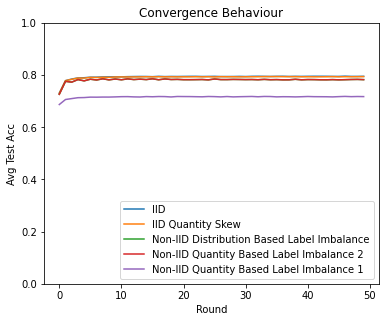 Convergence Behaviour
1.0
0.8
0.6
0.4
0.2
0.0
Avg Test Acc
IID
IID Quantity Skew
Non-IID Distribution Based Label Imbalance
Non-IID Quantity Based Label Imbalance 2
Non-IID Quantity Based Label Imbalance 1
0 10 20 30 40 50
Round